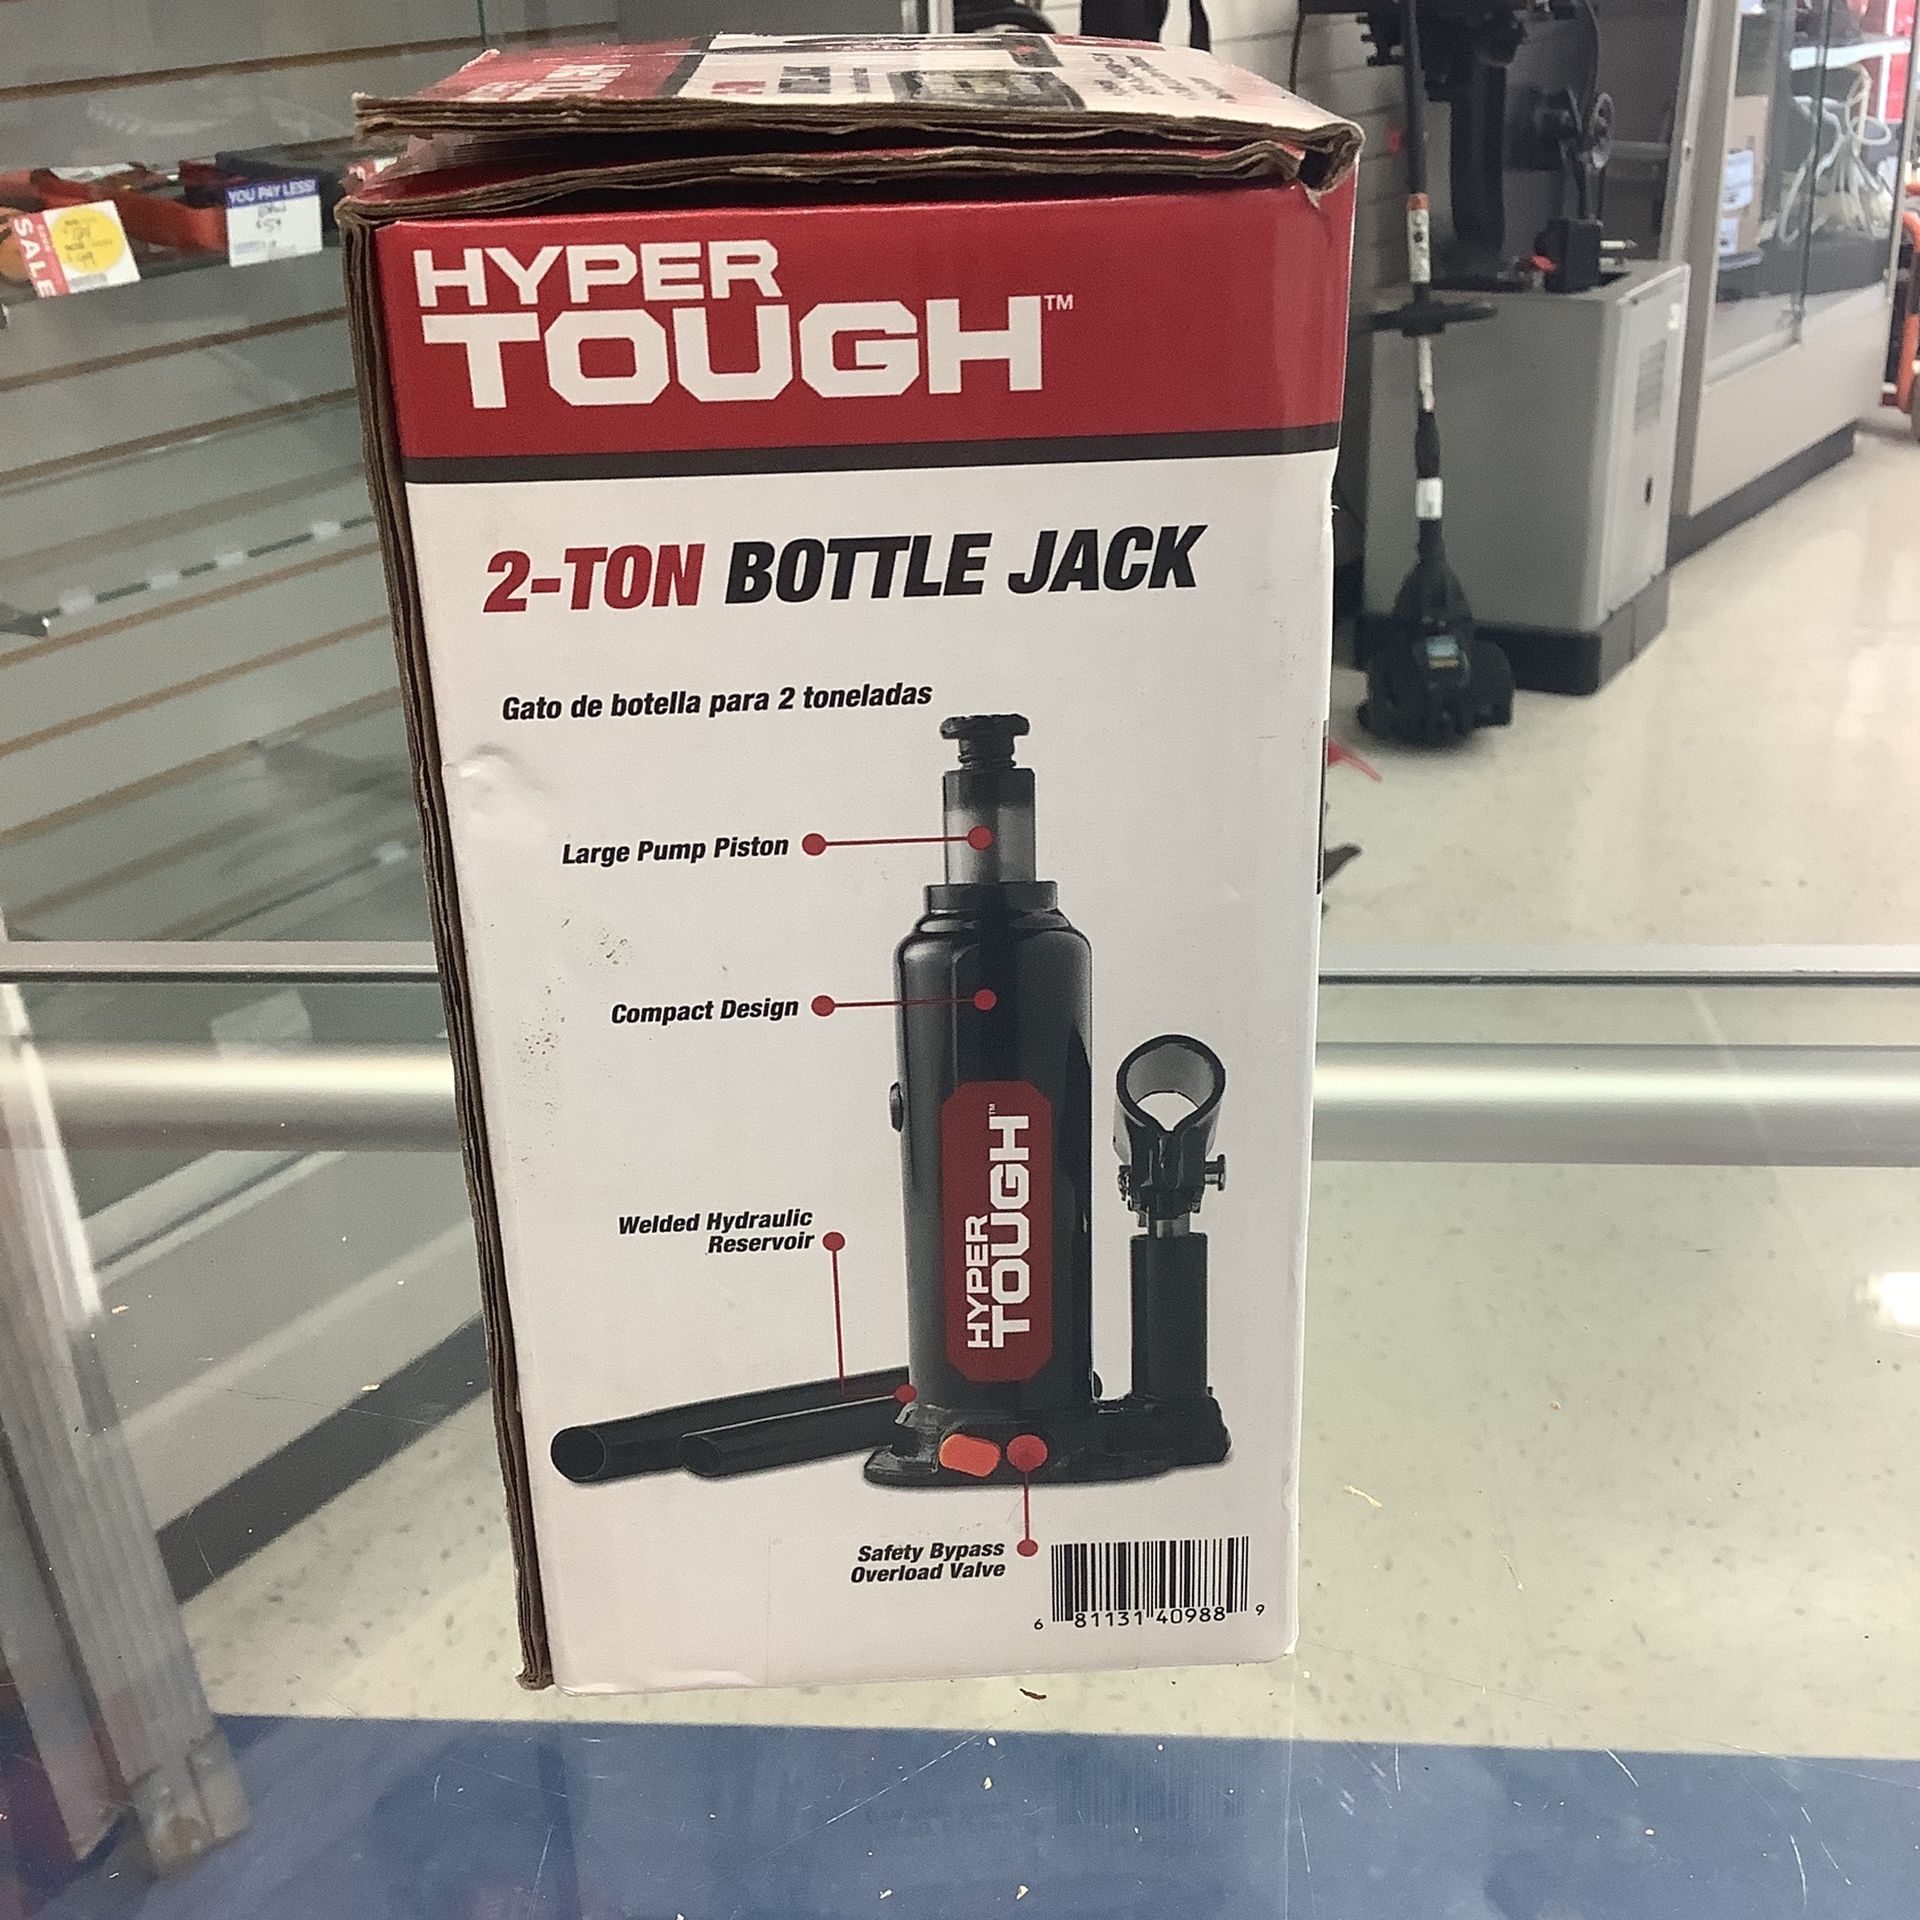 YOU PAY LESS!
SALE
HYPER
TOUGH™
2-TON BOTTLE JACK
Gato de botella para 2 toneladas
Large Pump Piston
Compact Design
Welded Hydraulic
Reservoir
HYPER
TOUGH™
Safety Bypass
Overload Valve
6 81131 40988 9